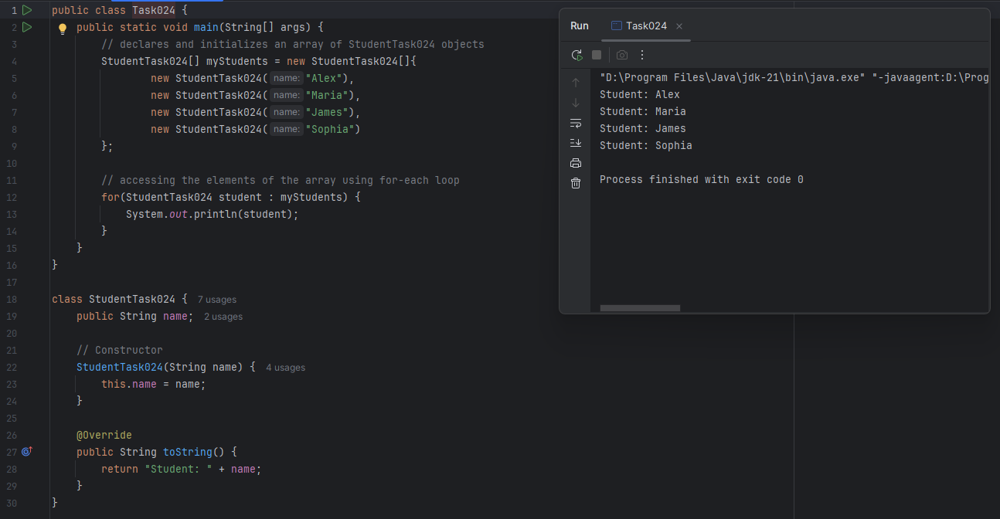 1 public class Task024 {
2 public static void main(String[] args) {
3 // declares and initializes an array of StudentTask024 objects
4 StudentTask024[] myStudents = new StudentTask024[]{
5 new StudentTask024( name: "Alex"),
6 new StudentTask024( name: "Maria"),
7 new StudentTask024( name: "James"),
8 new StudentTask024( name: "Sophia")
9 };
10
11 // accessing the elements of the array using for-each loop
12 for(StudentTask024 student : myStudents) {
13 System.out.println(student);
14 }
15 }
16 }
17
18 class StudentTask024 { 7 usages
19 public String name; 2 usages
20
21 // Constructor
22 StudentTask024(String name) { 4 usages
23 this.name = name;
24 }
25
26 @Override
27 public String toString() {
28 return "Student: " + name;
29 }
30 }
Run Task024
"D:\Program Files\Java\jdk-21\bin\java.exe" "-javaagent:D:\Prog
Student: Alex
Student: Maria
Student: James
Student: Sophia
Process finished with exit code 0